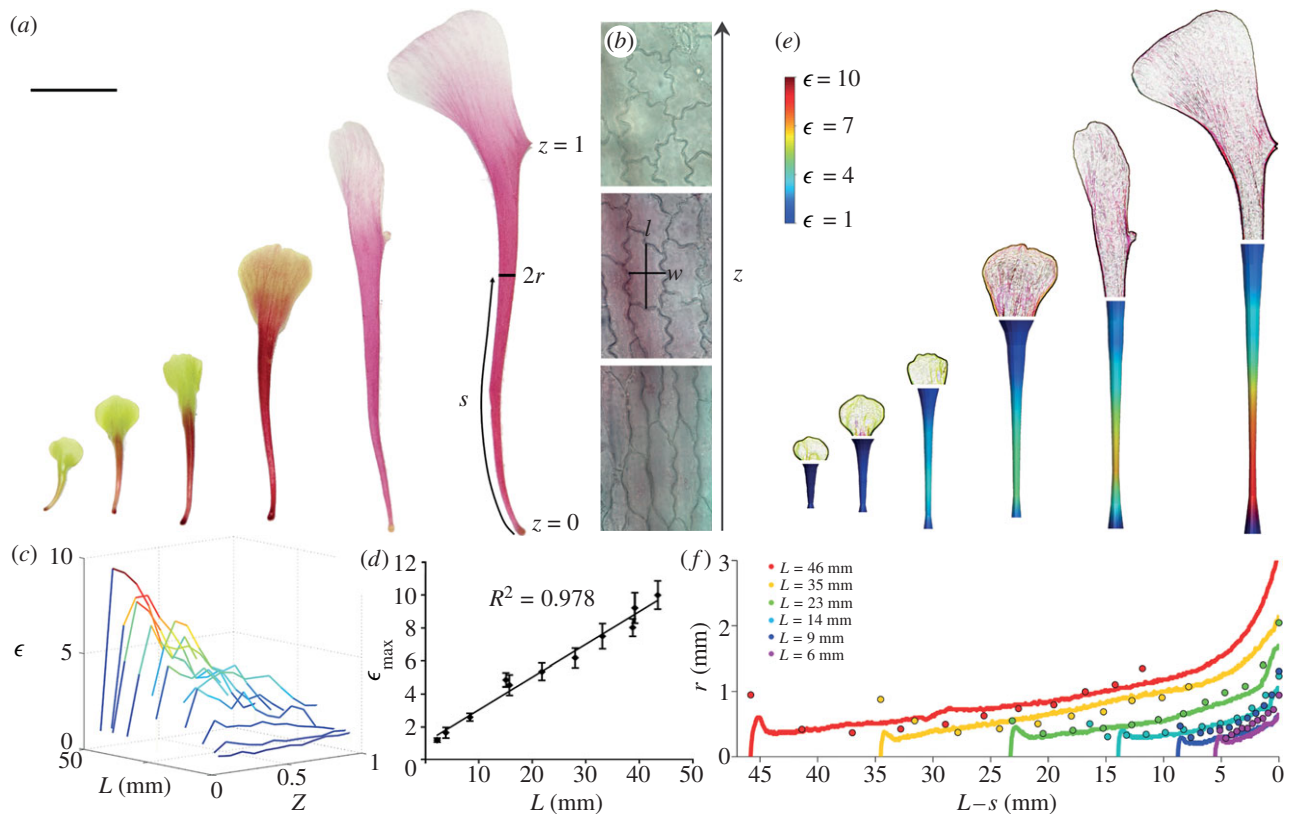 (a)
z = 1
2r
s
z = 0
(b)
l
w
z
(e)
ϵ = 10
ϵ = 7
ϵ = 4
ϵ = 1
(c)
10
5
0
ϵ
50
L (mm)
0
0.5
1
Z
(d)
12
10
8
6
4
2
0
ϵmax
R² = 0.978
10
20
30
40
50
L (mm)
(f)
3
2
1
0
r (mm)
L = 46 mm
L = 35 mm
L = 23 mm
L = 14 mm
L = 9 mm
L = 6 mm
45 40 35 30 25 20 15 10 5 0
L–s (mm)